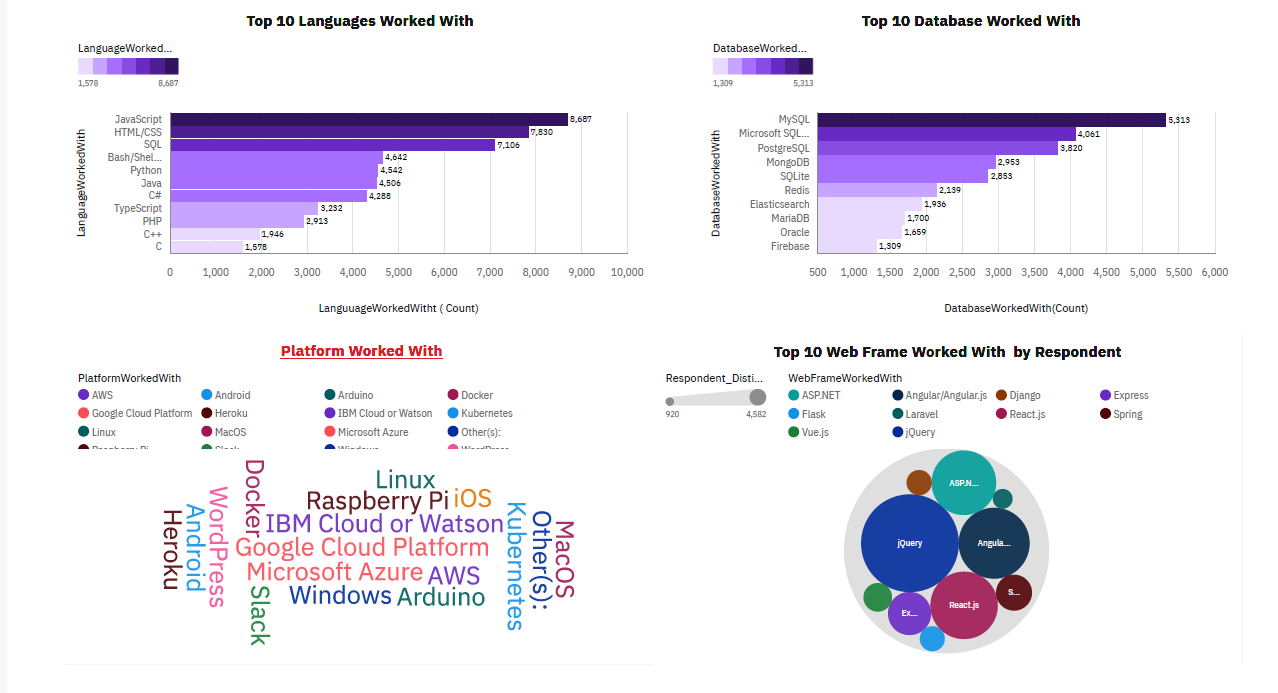 Top 10 Languages Worked With
LanguageWorked...
1,578 8,687
LanguageWorkedWith
JavaScript 8,687
HTML/CSS 7,830
SQL 7,106
Bash/Shel... 4,642
Python 4,542
Java 4,506
C# 4,288
TypeScript 3,232
PHP 2,913
C++ 1,946
C 1,578
0 1,000 2,000 3,000 4,000 5,000 6,000 7,000 8,000 9,000 10,000
LanguuageWorkedWitht ( Count)
Top 10 Database Worked With
DatabaseWorked...
1,309 5,313
DatabaseWorkedWith
MySQL 5,313
Microsoft SQL... 4,061
PostgreSQL 3,820
MongoDB 2,953
SQLite 2,853
Redis 2,139
Elasticsearch 1,936
MariaDB 1,700
Oracle 1,659
Firebase 1,309
500 1,000 1,500 2,000 2,500 3,000 3,500 4,000 4,500 5,000 5,500 6,000
DatabaseWorkedWith(Count)
Platform Worked With
PlatformWorkedWith
AWS Android Arduino Docker
Google Cloud Platform Heroku IBM Cloud or Watson Kubernetes
Linux MacOS Microsoft Azure Other(s):
Raspberry Pi Slack Windows WordPress
Heroku
Android
WordPress
Docker
Slack
Linux
Raspberry Pi iOS
IBM Cloud or Watson
Google Cloud Platform
Microsoft Azure AWS
Windows Arduino
Kubernetes
Other(s):
MacOS
Top 10 Web Frame Worked With by Respondent
Respondent_Disti...
920 4,582
WebFrameWorkedWith
ASP.NET Angular/Angular.js Django Express
Flask Laravel React.js Spring
Vue.js jQuery
ASP.N...
jQuery
Angula...
S...
Ex...
React.js